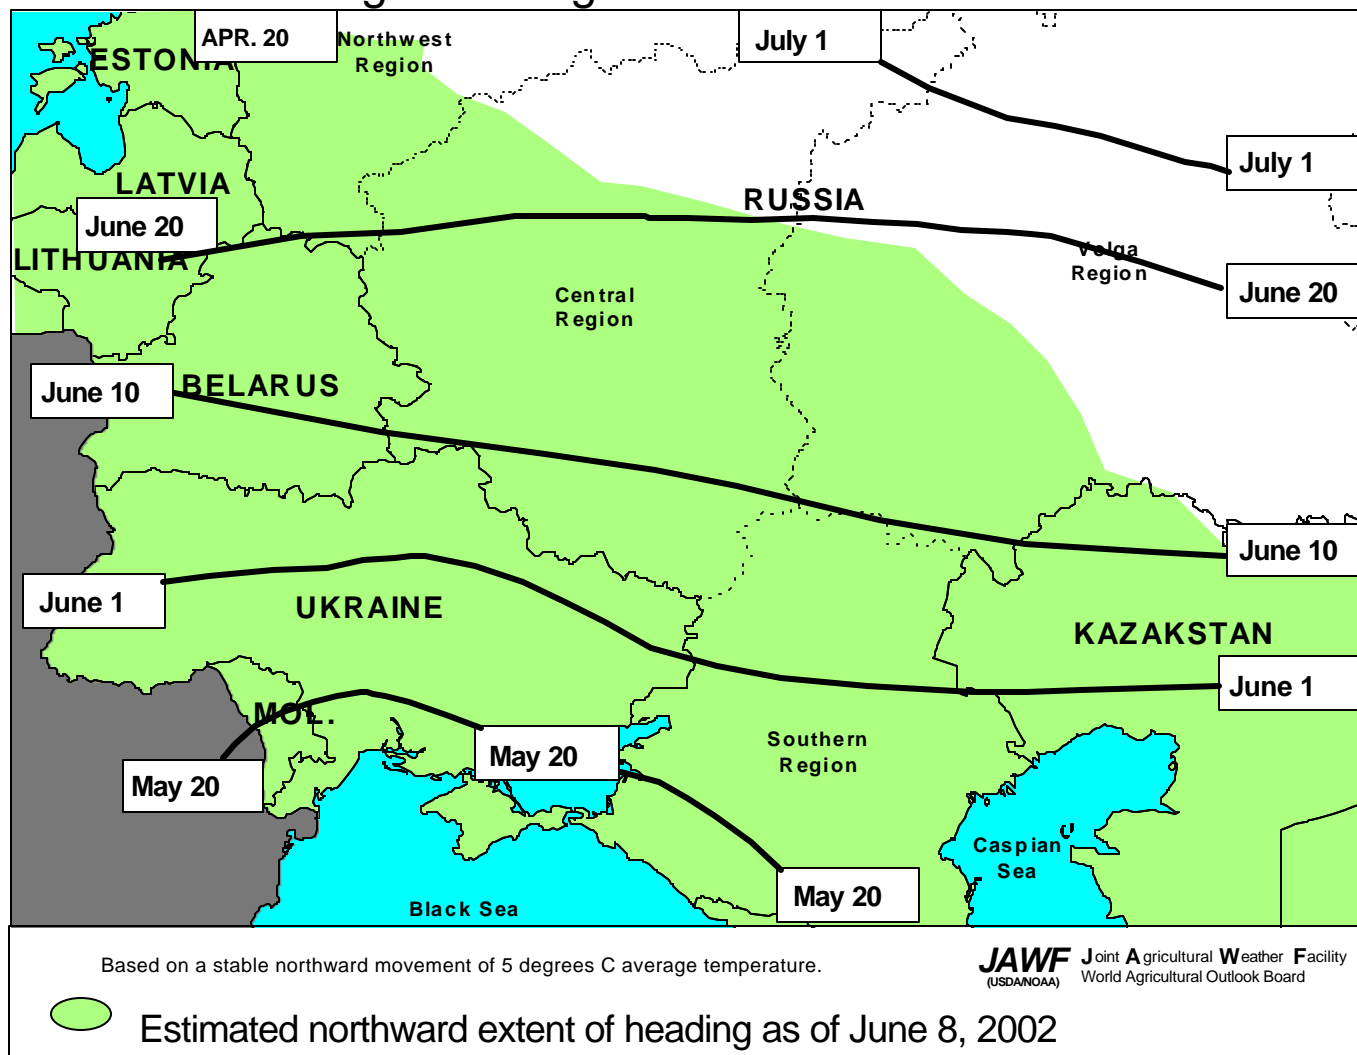 APR. 20
Northwest
Region
July 1
ESTONIA
July 1
LATVIA
RUSSIA
June 20
LITHUANIA
Volga
Region
June 20
Central
Region
June 10
BELARUS
June 10
June 1
UKRAINE
KAZAKSTAN
June 1
MOL.
May 20
Southern
Region
May 20
Caspian
Sea
May 20
Black Sea
Based on a stable northward movement of 5 degrees C average temperature.
JAWF
(USDA/NOAA)
Joint Agricultural Weather Facility
World Agricultural Outlook Board
Estimated northward extent of heading as of June 8, 2002